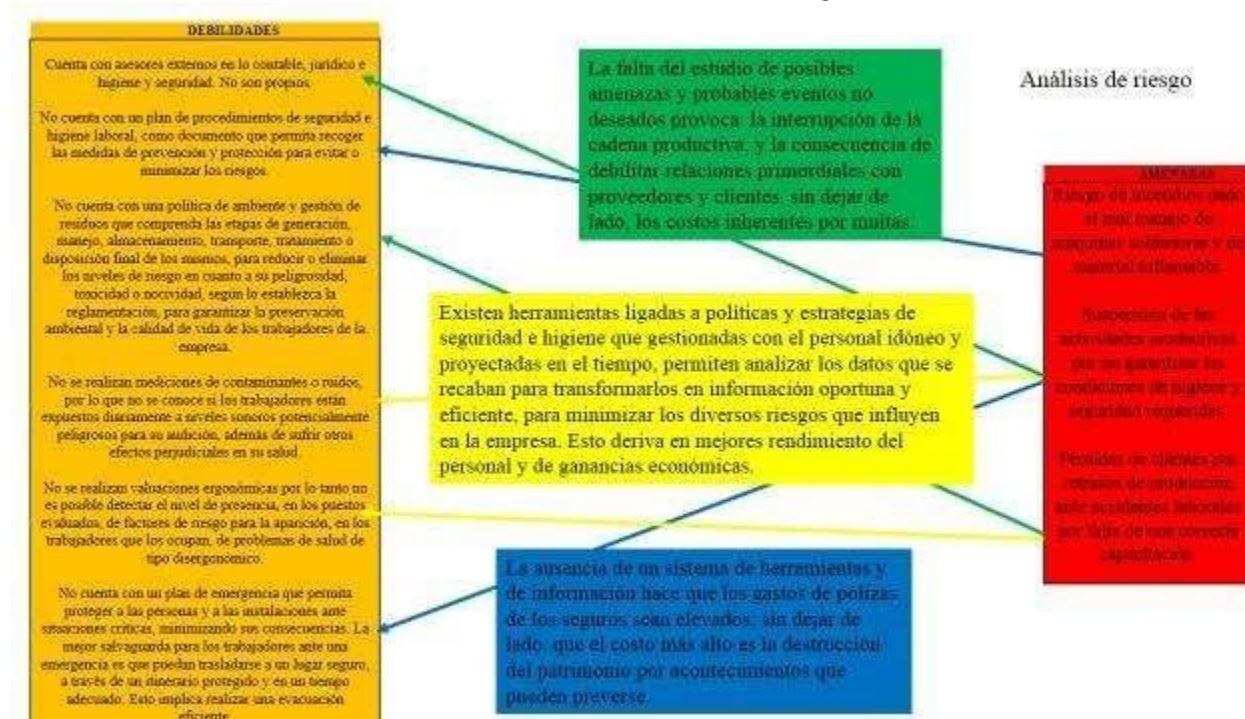 DEBILIDADES
Cuenta con asesores externos en lo contable, jurídico e
higiene y seguridad. No son propios.
No cuenta con un plan de procedimientos de seguridad e
higiene laboral, como documento que permita recoger
las medidas de prevención y protección para evitar o
minimizar los riesgos.
No cuenta con una política de ambiente y gestión de
residuos que comprenda las etapas de generación,
manejo, almacenamiento, transporte, tratamiento o
disposición final de los mismos, para reducir o eliminar
los niveles de riesgo en cuanto a su peligrosidad,
toxicidad o nocividad, según lo establezca la
reglamentación, para garantizar la preservación
ambiental y la calidad de vida de los trabajadores de la
empresa.
No se realizan mediciones de contaminantes o ruidos,
por lo que no se conoce si los trabajadores están
expuestos diariamente a niveles sonoros potencialmente
peligrosos para su audición, además de sufrir otros
efectos perjudiciales en su salud.
No se realizan valuaciones ergonómicas por lo tanto no
es posible detectar el nivel de presencia, en los puestos
evaluados, de factores de riesgo para la aparición, en los
trabajadores que los ocupan, de problemas de salud de
tipo disergonómico.
No cuenta con un plan de emergencia que permita
proteger a las personas y a las instalaciones ante
situaciones críticas, minimizando sus consecuencias. La
mejor salvaguarda para los trabajadores ante una
emergencia es que puedan trasladarse a un lugar seguro,
a través de un itinerario protegido y en un tiempo
adecuado. Esto implica realizar una evacuación
eficiente.
La falta del estudio de posibles
amenazas y probables eventos no
deseados provoca: la interrupción de la
cadena productiva, y la consecuencia de
debilitar relaciones primordiales con
proveedores y clientes, sin dejar de
lado, los costos inherentes por multas.
Existen herramientas ligadas a políticas y estrategias de
seguridad e higiene que gestionadas con el personal idóneo y
proyectadas en el tiempo, permiten analizar los datos que se
recaban para transformarlos en información oportuna y
eficiente, para minimizar los diversos riesgos que influyen
en la empresa. Esto deriva en mejores rendimiento del
personal y de ganancias económicas.
La ausencia de un sistema de herramientas y
de información hace que los gastos de pólizas
de los seguros sean elevados, sin dejar de
lado, que el costo más alto es la destrucción
del patrimonio por acontecimientos que
pueden preverse.
Análisis de riesgo
AMENAZAS
Riesgo de incendios dado
el mal manejo de
máquinas soldadoras y de
material inflamable.
Suspensión de las
actividades productivas
por no garantizar las
condiciones de higiene y
seguridad requeridas.
Pérdidas de clientes por
retrasos de producción,
ante accidentes laborales
por falta de una correcta
capacitación.